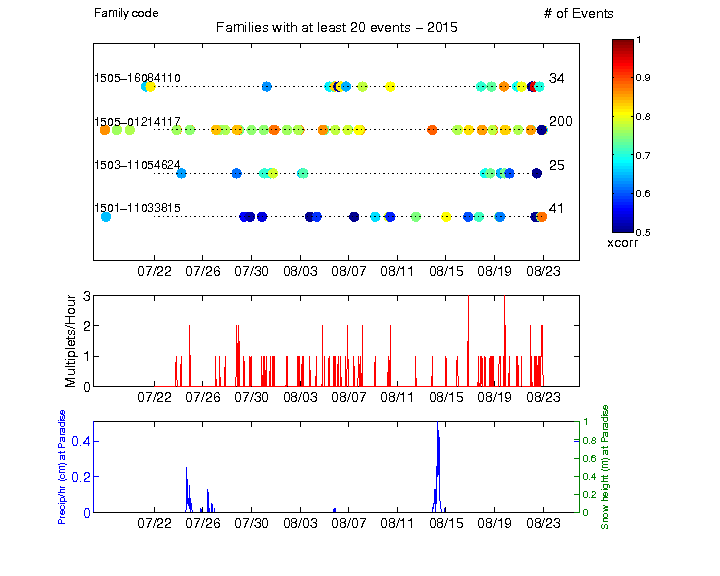 Family code
# of Events
Families with at least 20 events – 2015
1505–16084110
34
1505–01214117
200
1503–11054624
25
1501–11033815
41
07/22 07/26 07/30 08/03 08/07 08/11 08/15 08/19 08/23
1
0.9
0.8
0.7
0.6
0.5
xcorr
Multiplets/Hour
3
2
1
0
07/22 07/26 07/30 08/03 08/07 08/11 08/15 08/19 08/23
Precip/hr (cm) at Paradise
0.4
0.2
0
07/22 07/26 07/30 08/03 08/07 08/11 08/15 08/19 08/23
1
0.8
0.6
0.4
0.2
0
Snow height (m) at Paradise